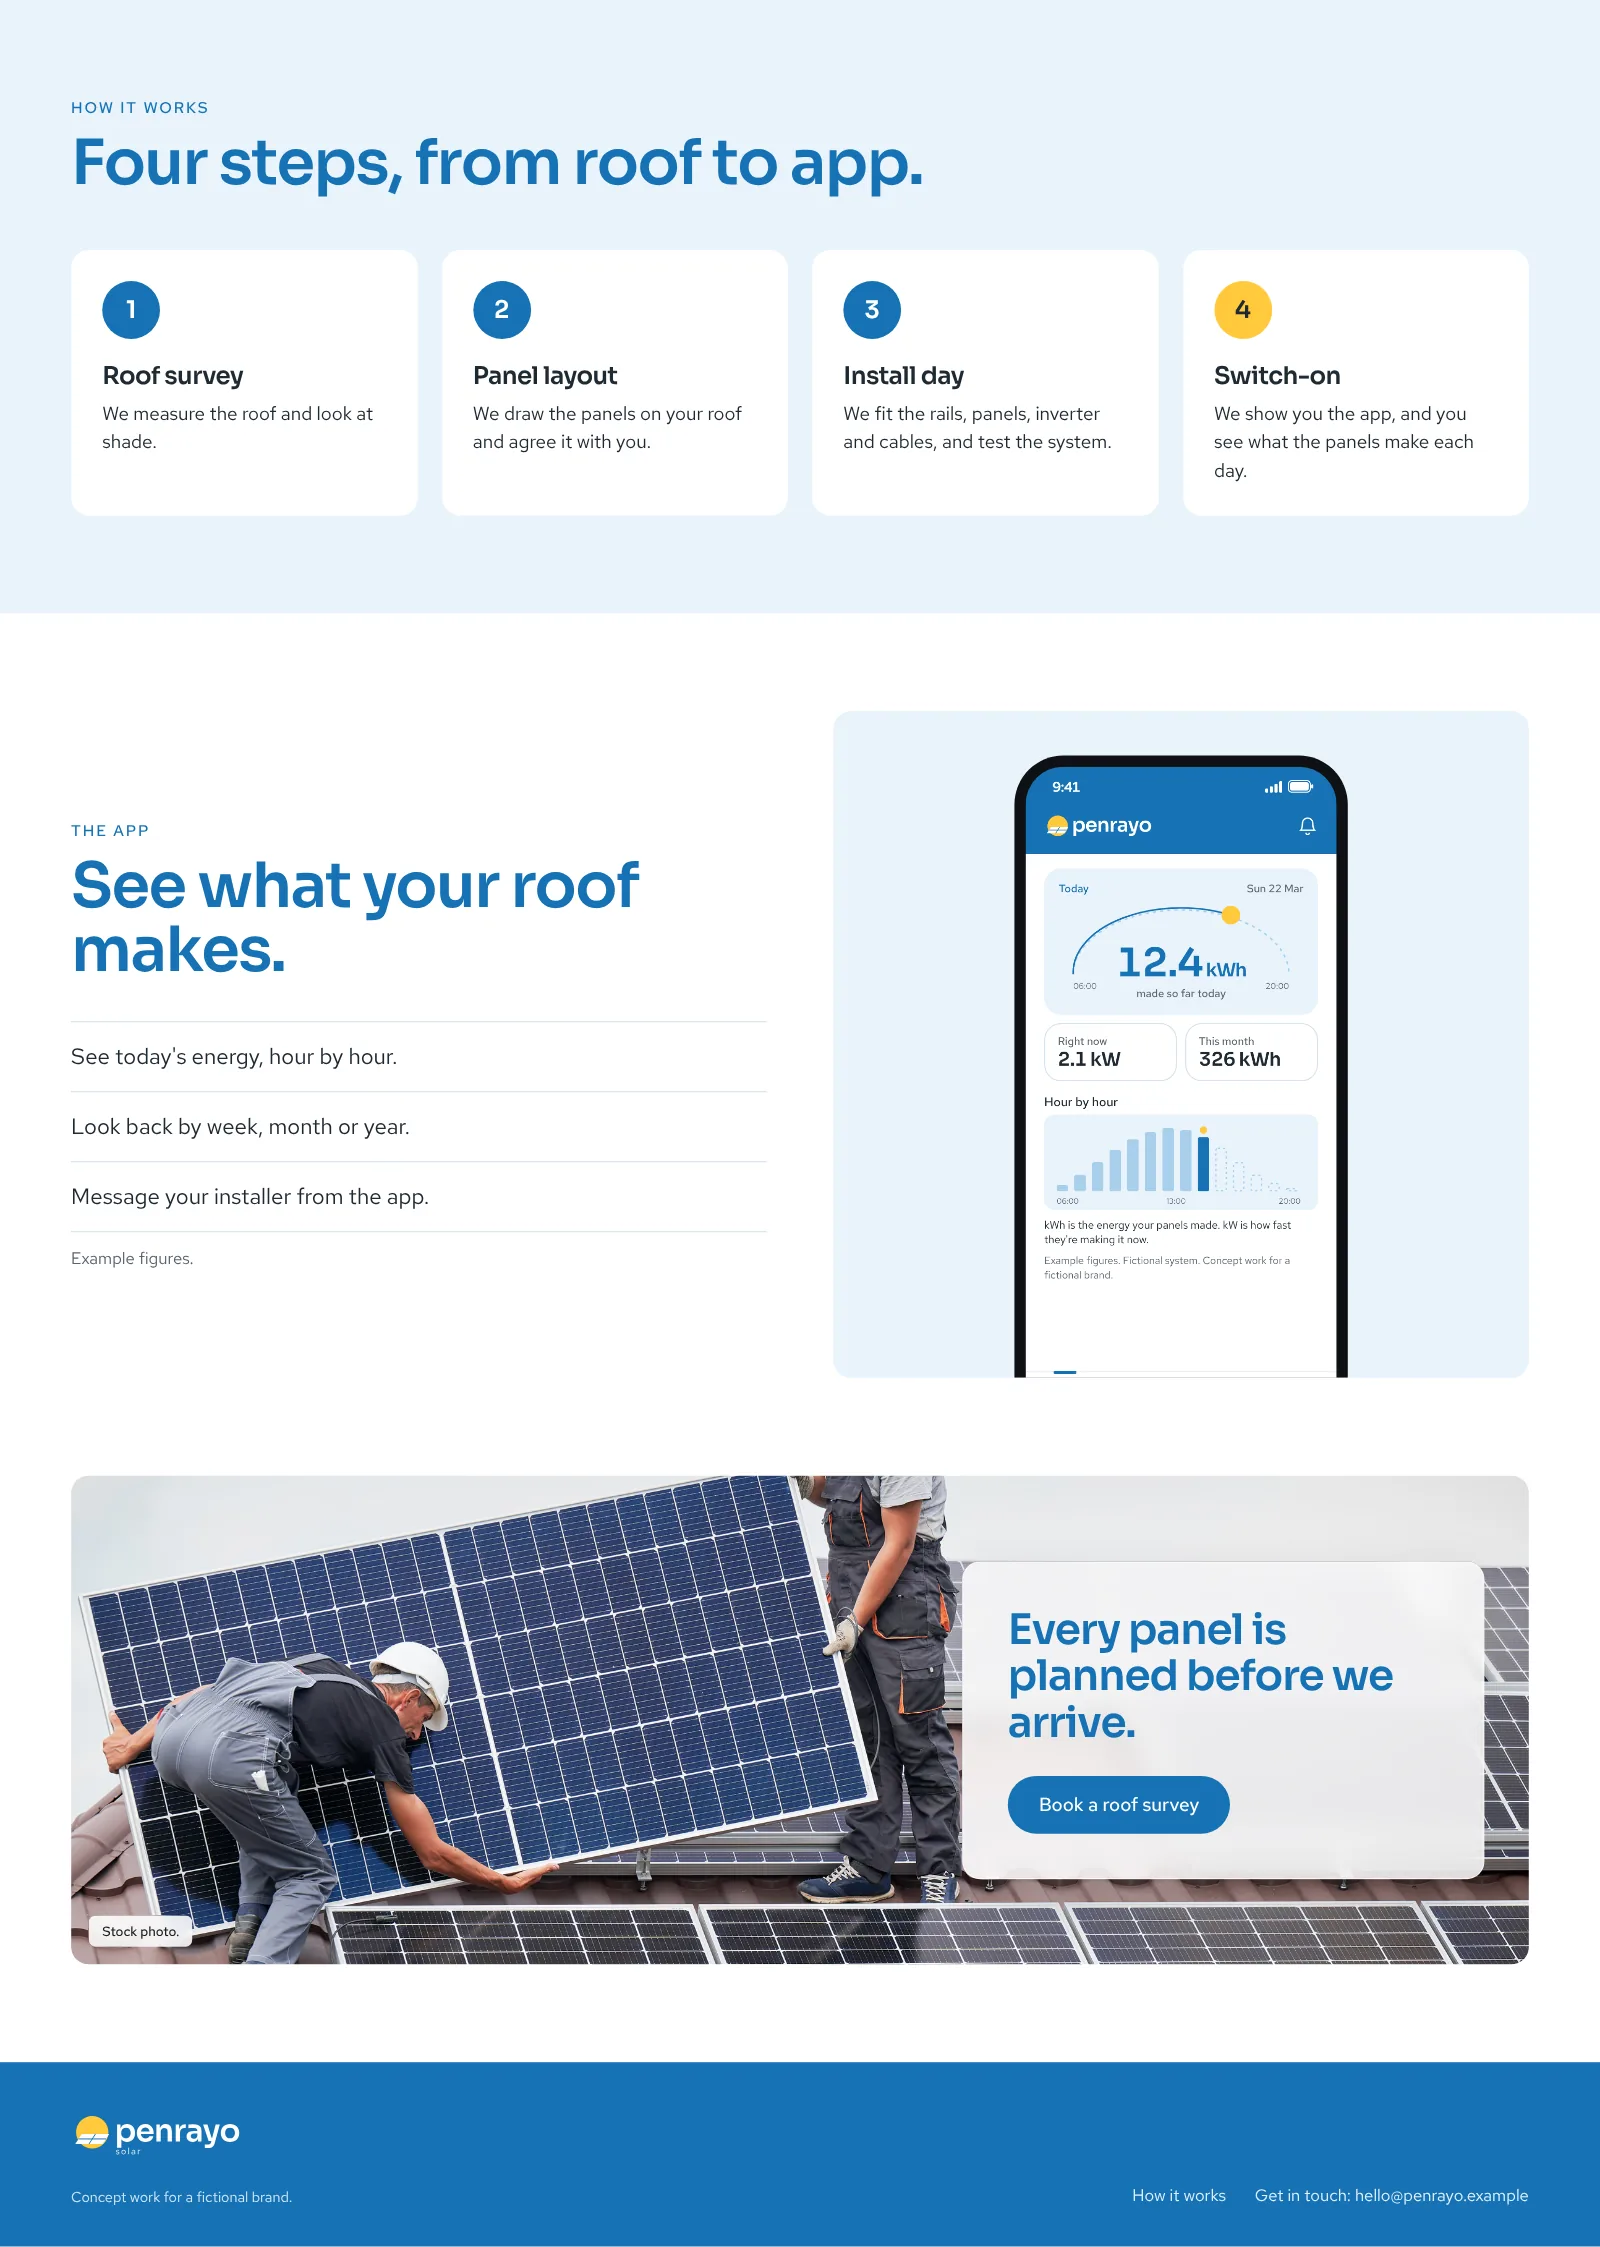 HOW IT WORKS
Four steps, from roof to app.
1
Roof survey
We measure the roof and look at
shade.
2
Panel layout
We draw the panels on your roof
and agree it with you.
3
Install day
We fit the rails, panels, inverter
and cables, and test the system.
4
Switch-on
We show you the app, and you
see what the panels make each
day.
THE APP
See what your roof
makes.
See today's energy, hour by hour.
Look back by week, month or year.
Message your installer from the app.
Example figures.
9:41
penrayo
Today
Sun 22 Mar
12.4 kWh
06:00
20:00
made so far today
Right now
2.1 kW
This month
326 kWh
Hour by hour
06:00
13:00
20:00
kWh is the energy your panels made. kW is how fast
they're making it now.
Example figures. Fictional system. Concept work for a
fictional brand.
Every panel is
planned before we
arrive.
Book a roof survey
Stock photo.
penrayo
solar
Concept work for a fictional brand.
How it works
Get in touch: hello@penrayo.example